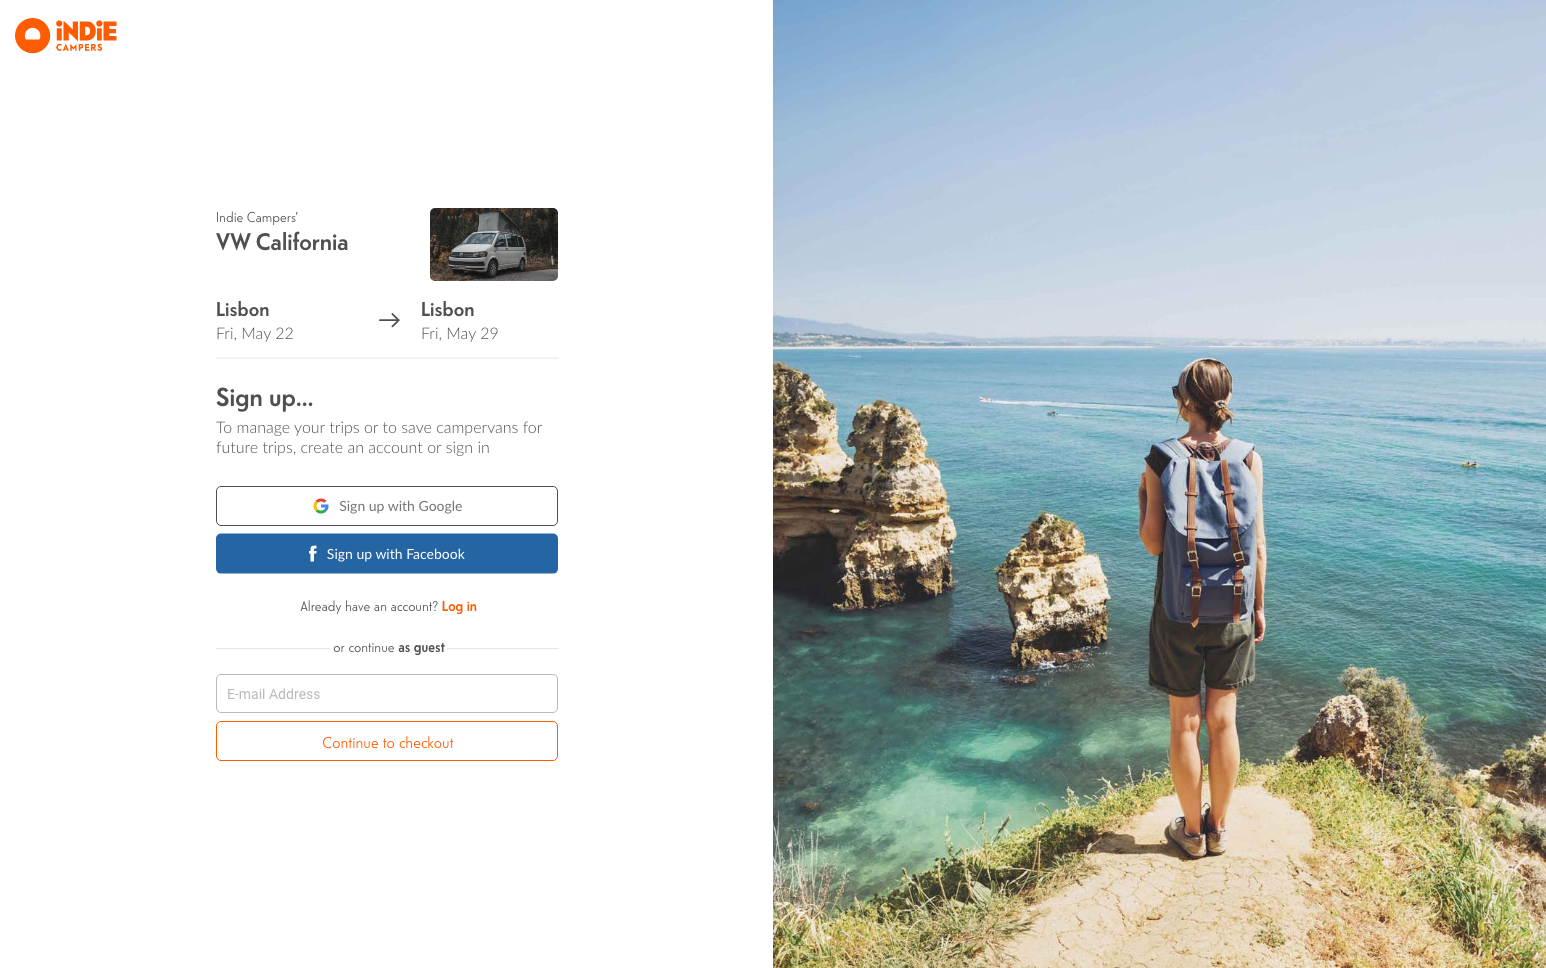 iNDiE
CAMPERS
Indie Campers'
VW California
Lisbon
Fri, May 22
Lisbon
Fri, May 29
Sign up...
To manage your trips or to save campervans for
future trips, create an account or sign in
Sign up with Google
f Sign up with Facebook
Already have an account? Log in
or continue as guest
E-mail Address
Continue to checkout